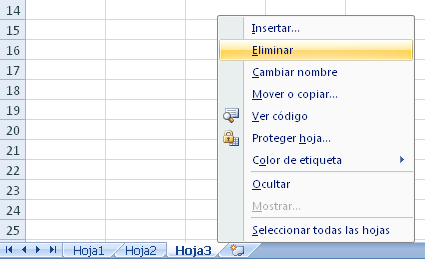 14
15
16
17
18
19
20
21
22
23
24
25
Insertar...
Eliminar
Cambiar nombre
Mover o copiar...
Ver código
Proteger hoja...
Color de etiqueta
Ocultar
Mostrar...
Seleccionar todas las hojas
Hoja1 Hoja2 Hoja3